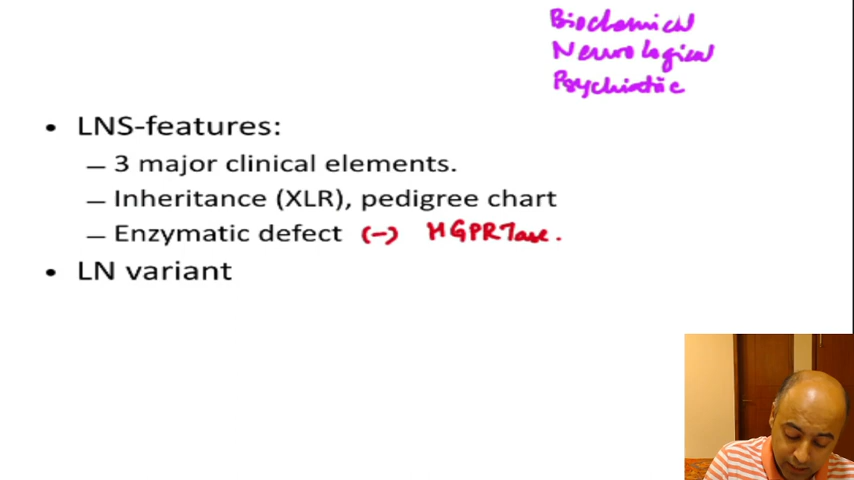 Biochemical
Neurological
Psychiatric
• LNS-features:
– 3 major clinical elements.
– Inheritance (XLR), pedigree chart
– Enzymatic defect (-) HGPRTase.
• LN variant